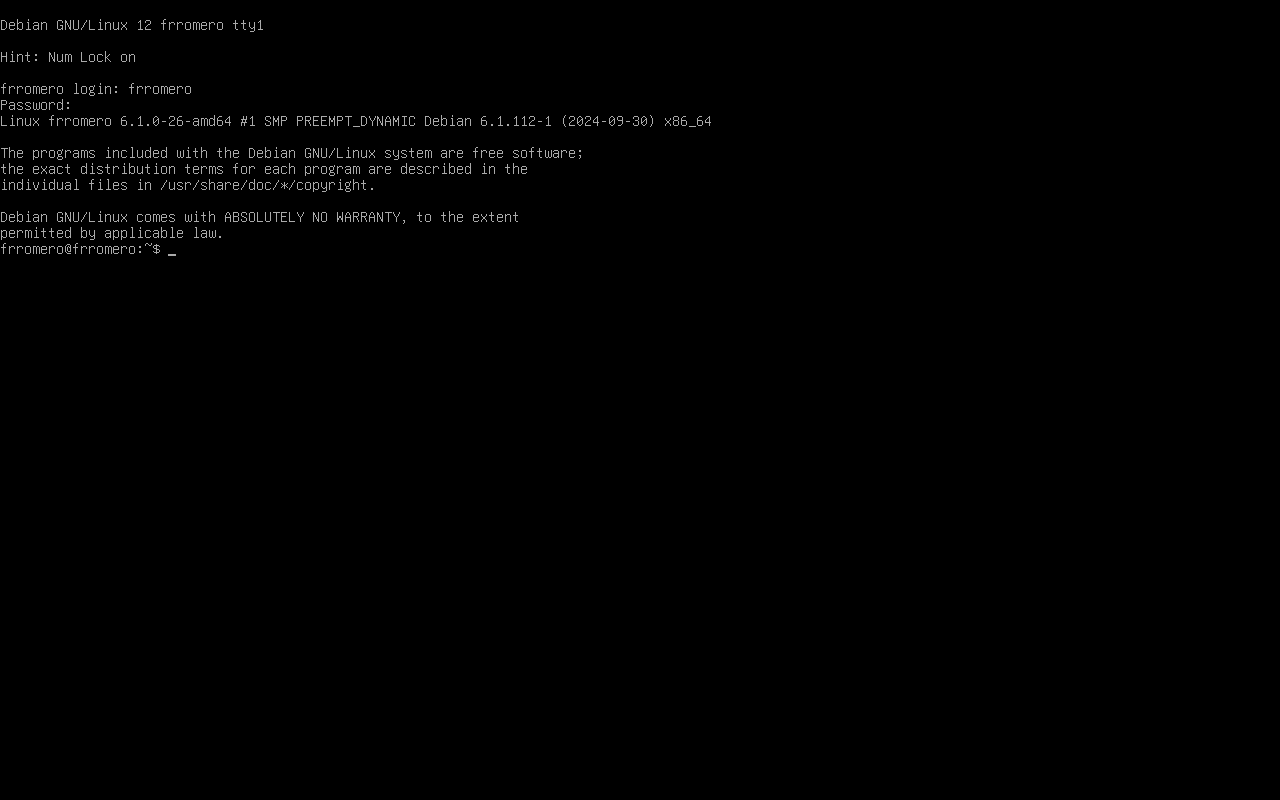 Debian GNU/Linux 12 frromero tty1
Hint: Num Lock on
frromero login: frromero
Password:
Linux frromero 6.1.0-26-amd64 #1 SMP PREEMPT_DYNAMIC Debian 6.1.112-1 (2024-09-30) x86_64
The programs included with the Debian GNU/Linux system are free software;
the exact distribution terms for each program are described in the
individual files in /usr/share/doc/*/copyright.
Debian GNU/Linux comes with ABSOLUTELY NO WARRANTY, to the extent
permitted by applicable law.
frromero@frromero:~$ _